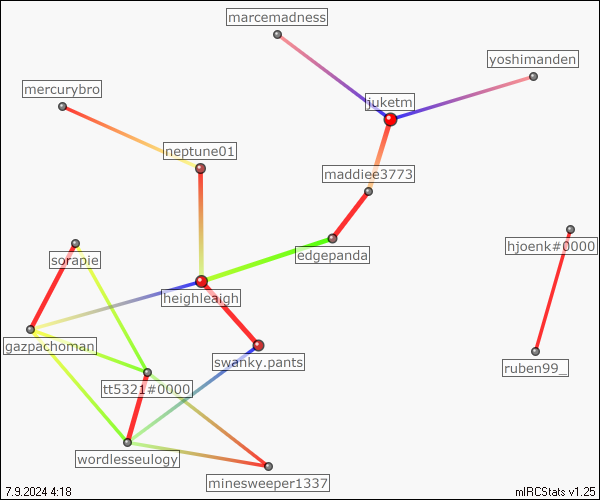 marcemadness
yoshimanden
mercurybro
juketm
neptune01
maddiee3773
hjoenk#0000
edgepanda
sorapie
heighleaigh
gazpachoman
swanky.pants
ruben99_
tt5321#0000
wordlesseulogy
minesweeper1337
7.9.2024 4:18
mIRCStats v1.25